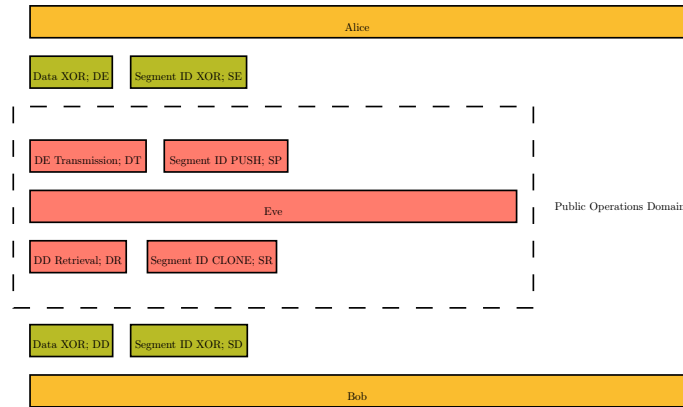 Alice
Data XOR; DE
Segment ID XOR; SE
DE Transmission; DT
Segment ID PUSH; SP
Eve
Public Operations Domain
DD Retrieval; DR
Segment ID CLONE; SR
Data XOR; DD
Segment ID XOR; SD
Bob